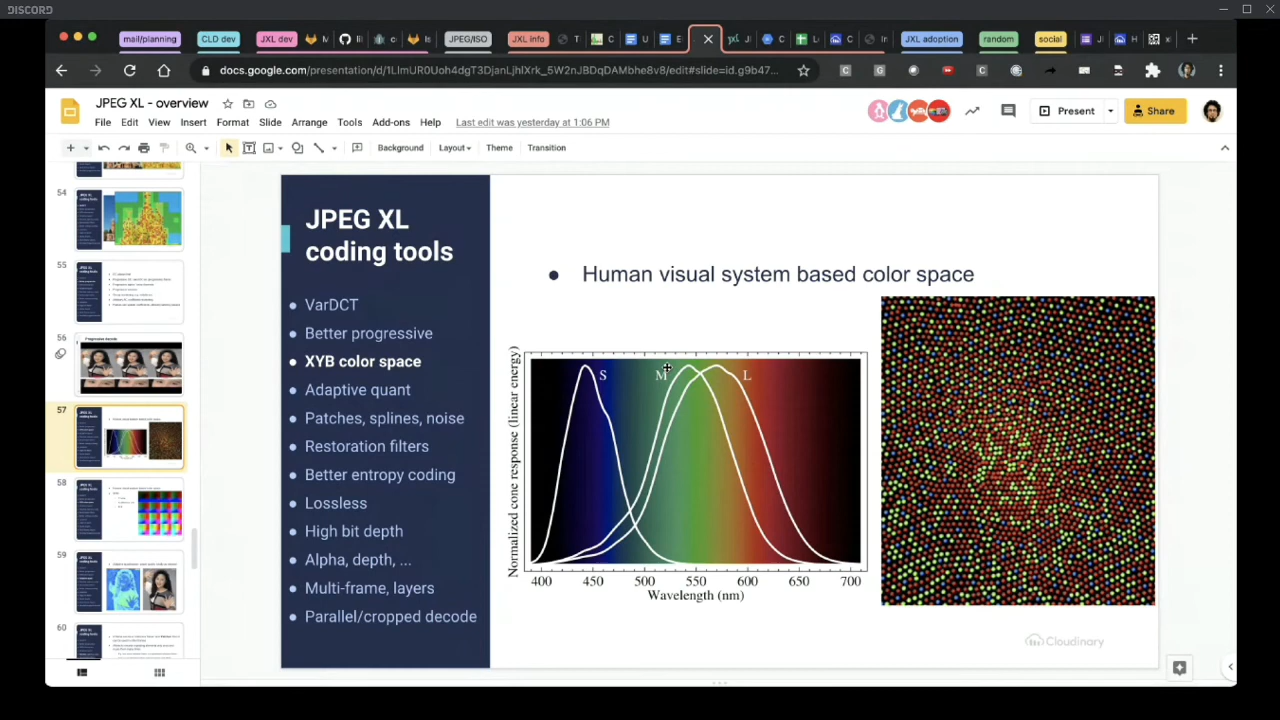 DISCORD
mail/planning
CLD dev
JXL dev
JPEG/ISO
JXL info
JXL adoption
random
social
docs.google.com/presentation/d/1LlmUR0Uoh4dgT3DjanLjhlXrk_5W2nJBDqDAMbhe8v8/edit#slide=id.g9b47...
JPEG XL - overview
File Edit View Insert Format Slide Arrange Tools Add-ons Help Last edit was yesterday at 1:06 PM
Present
Share
Background Layout Theme Transition
54
55
56
Progressive decode
57
58
59
60
JPEG XL
coding tools
• VarDCT
• Better progressive
• XYB color space
• Adaptive quant
• Patches, splines, noise
• Restoration filters
• Better entropy coding
• Lossless
• High bit depth
• Alpha, depth, ...
• Multi-frame, layers
• Parallel/cropped decode
• Human visual system based color space
Normalized cone response (linear energy)
S M L
400 450 500 550 600 650 700
Wavelength (nm)
Cloudinary